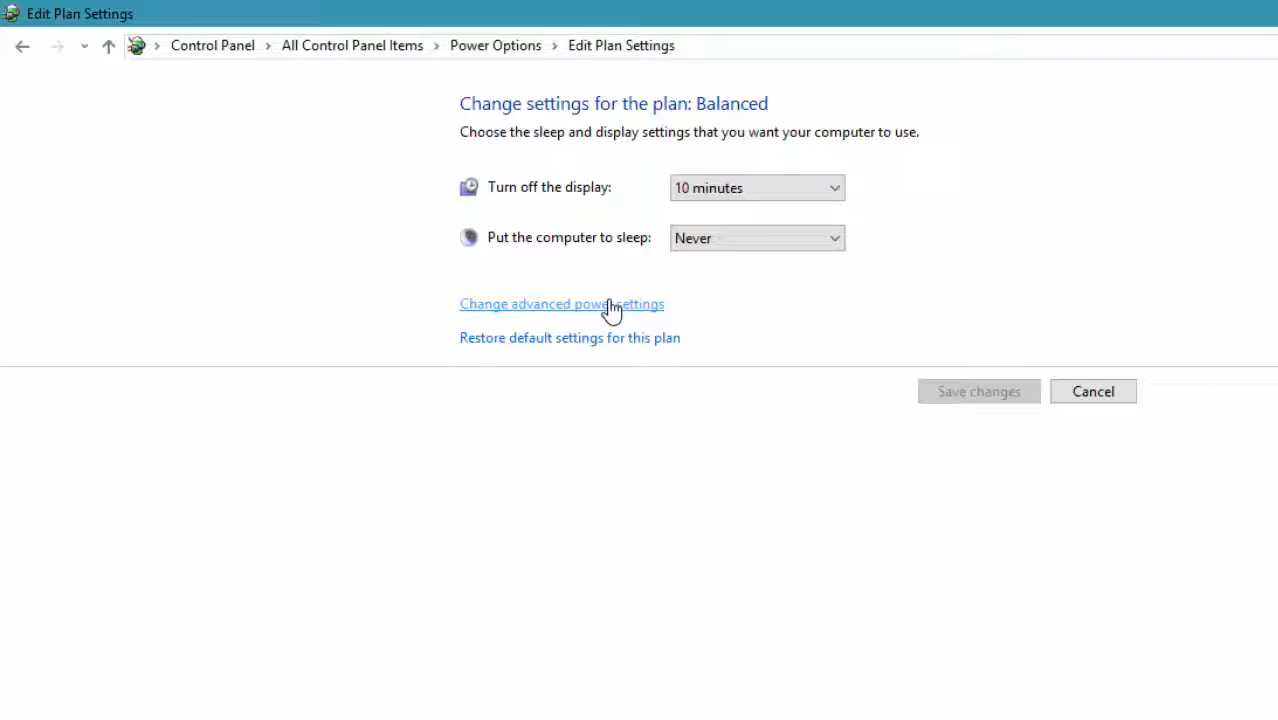 Edit Plan Settings
Control Panel > All Control Panel Items > Power Options > Edit Plan Settings
Change settings for the plan: Balanced
Choose the sleep and display settings that you want your computer to use.
Turn off the display: 10 minutes
Put the computer to sleep: Never
Change advanced power settings
Restore default settings for this plan
Save changes Cancel